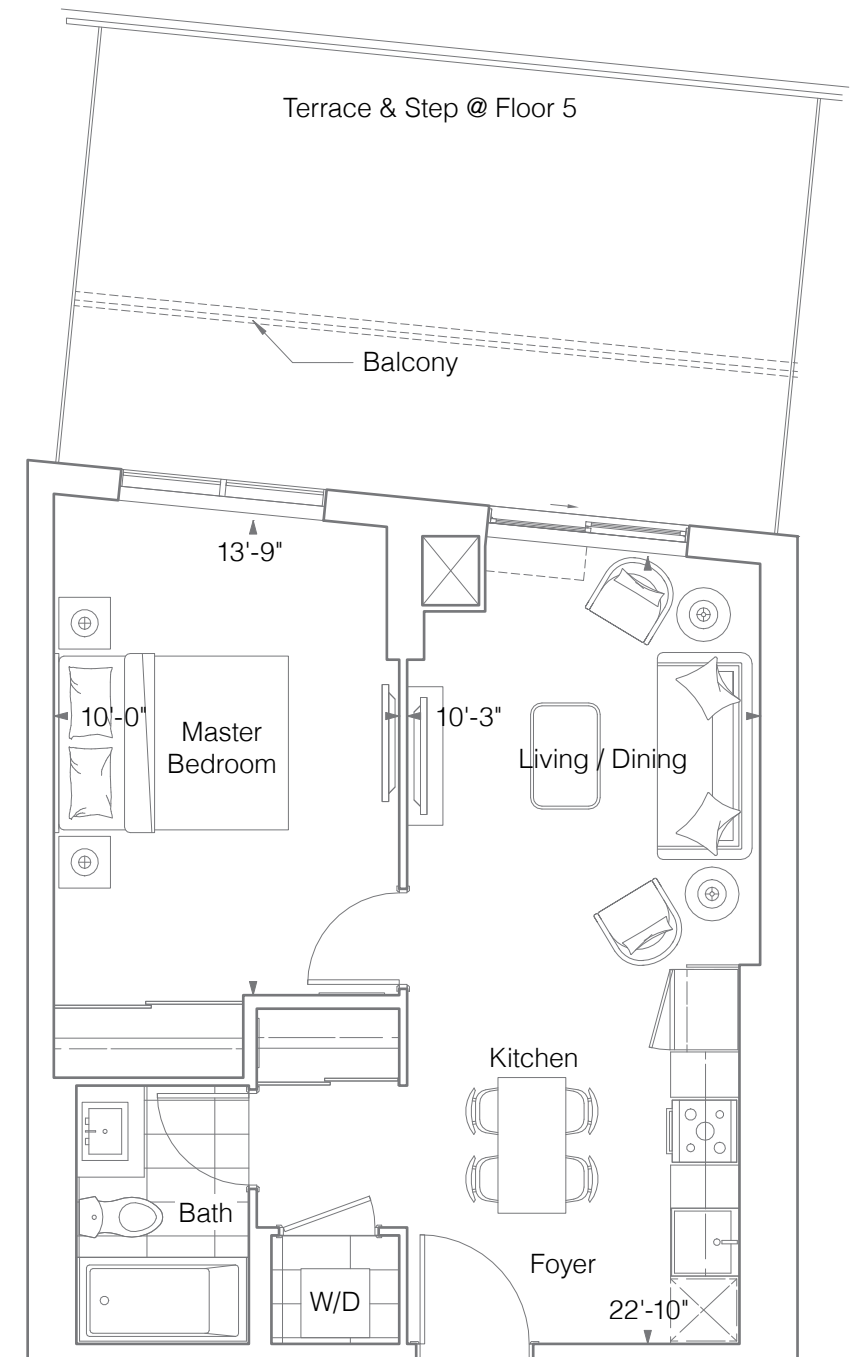 Terrace & Step @ Floor 5
Balcony
13'-9"
10'-0"
10'-3"
Master
Bedroom
Living / Dining
Kitchen
Bath
Foyer
W/D
22'-10"